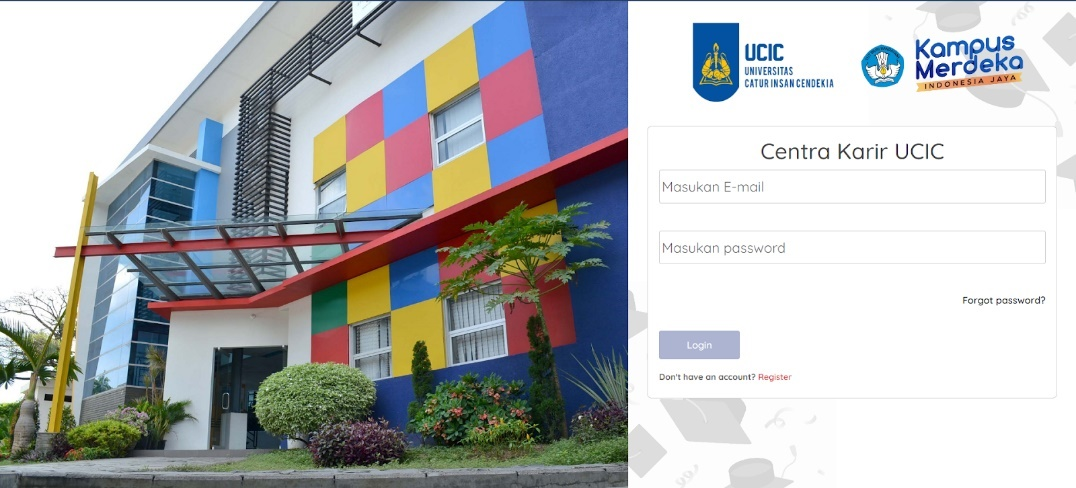 UCIC
UNIVERSITAS
CATUR INSAN CENDEKIA
Kampus
Merdeka
INDONESIA JAYA
Centra Karir UCIC
Masukan E-mail
Masukan password
Forgot password?
Login
Don't have an account? Register